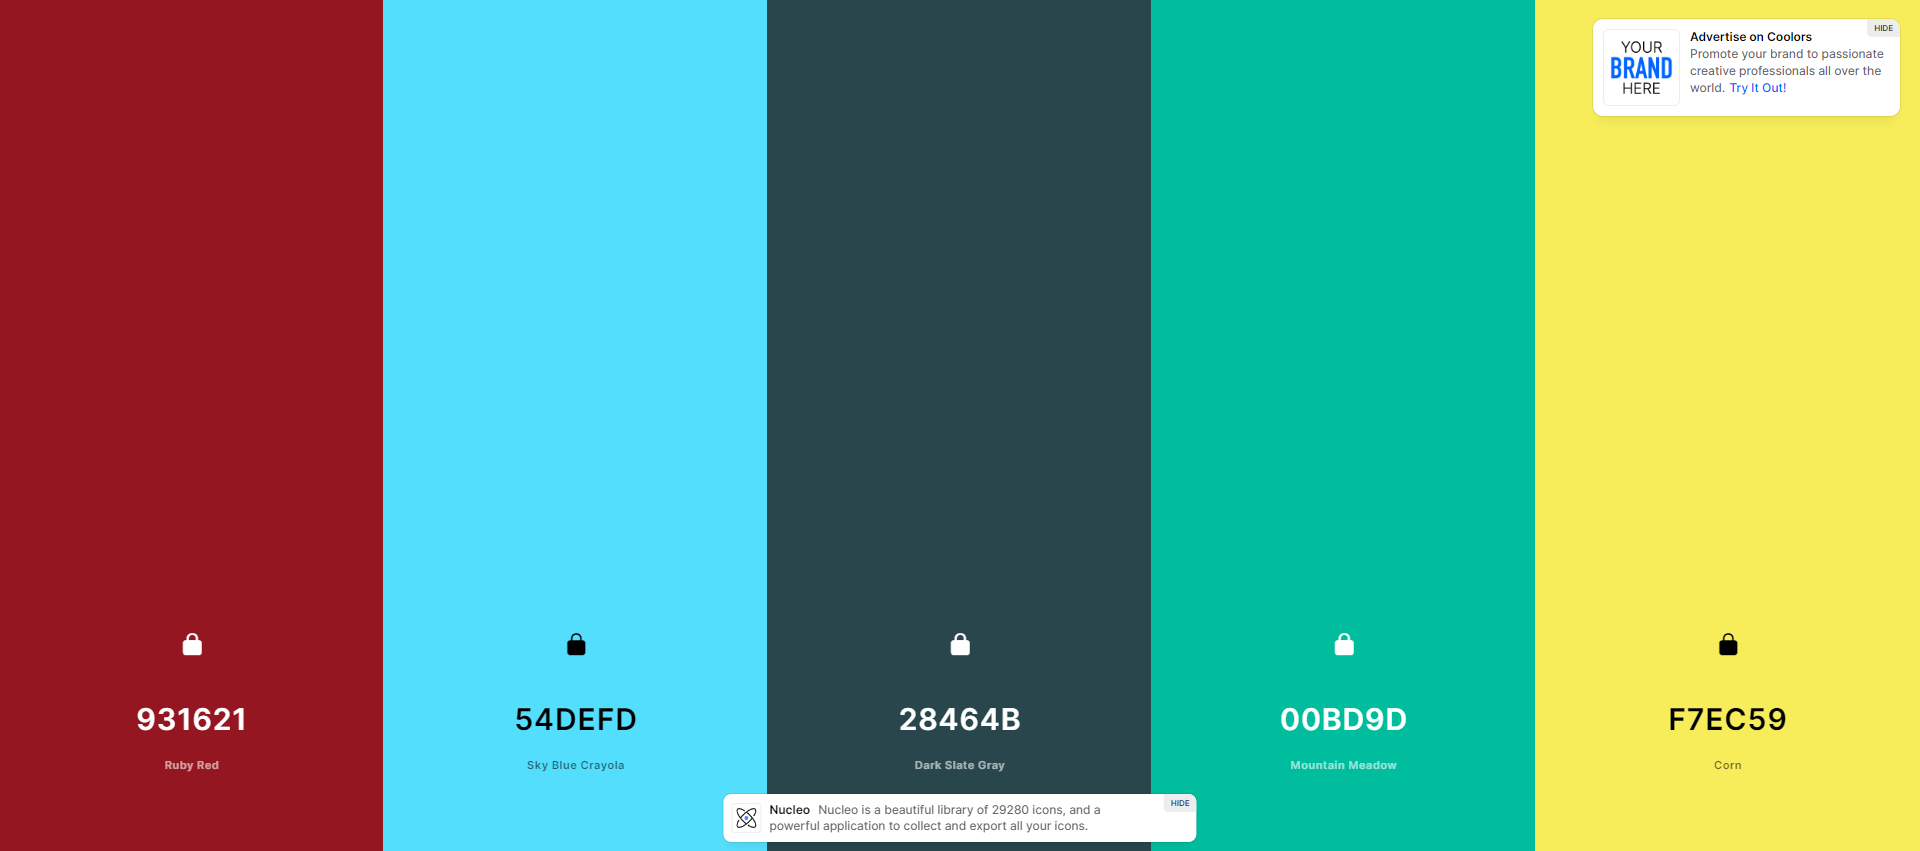 YOUR
BRAND
HERE
Advertise on Coolors
HIDE
Promote your brand to passionate
creative professionals all over the
world. Try It Out!
931621
Ruby Red
54DEFD
Sky Blue Crayola
28464B
Dark Slate Gray
00BD9D
Mountain Meadow
F7EC59
Corn
Nucleo Nucleo is a beautiful library of 29280 icons, and a
powerful application to collect and export all your icons.
HIDE